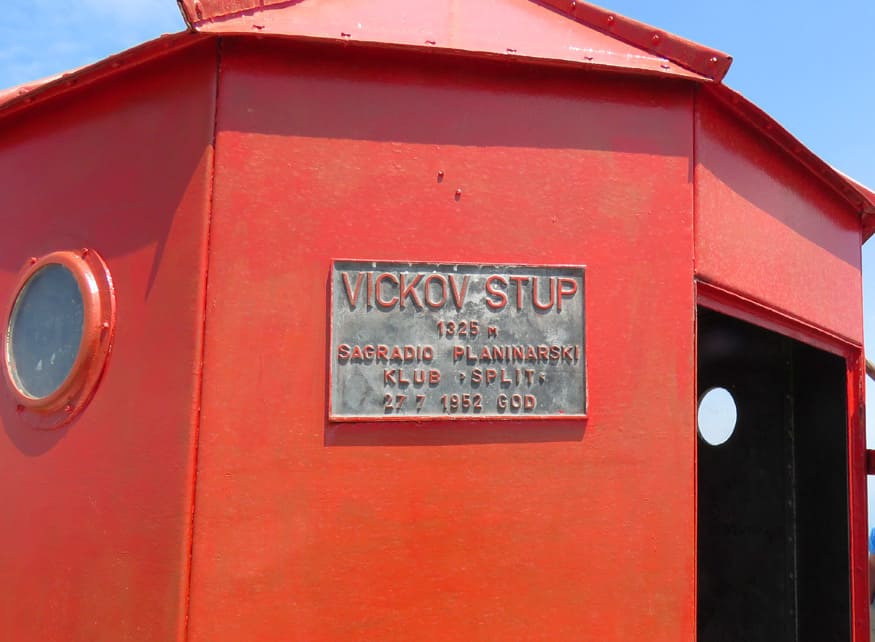 VICKOV STUP
1325 M
SAGRADIO PLANINARSKI
KLUB "SPLIT"
27 7 1952 GOD